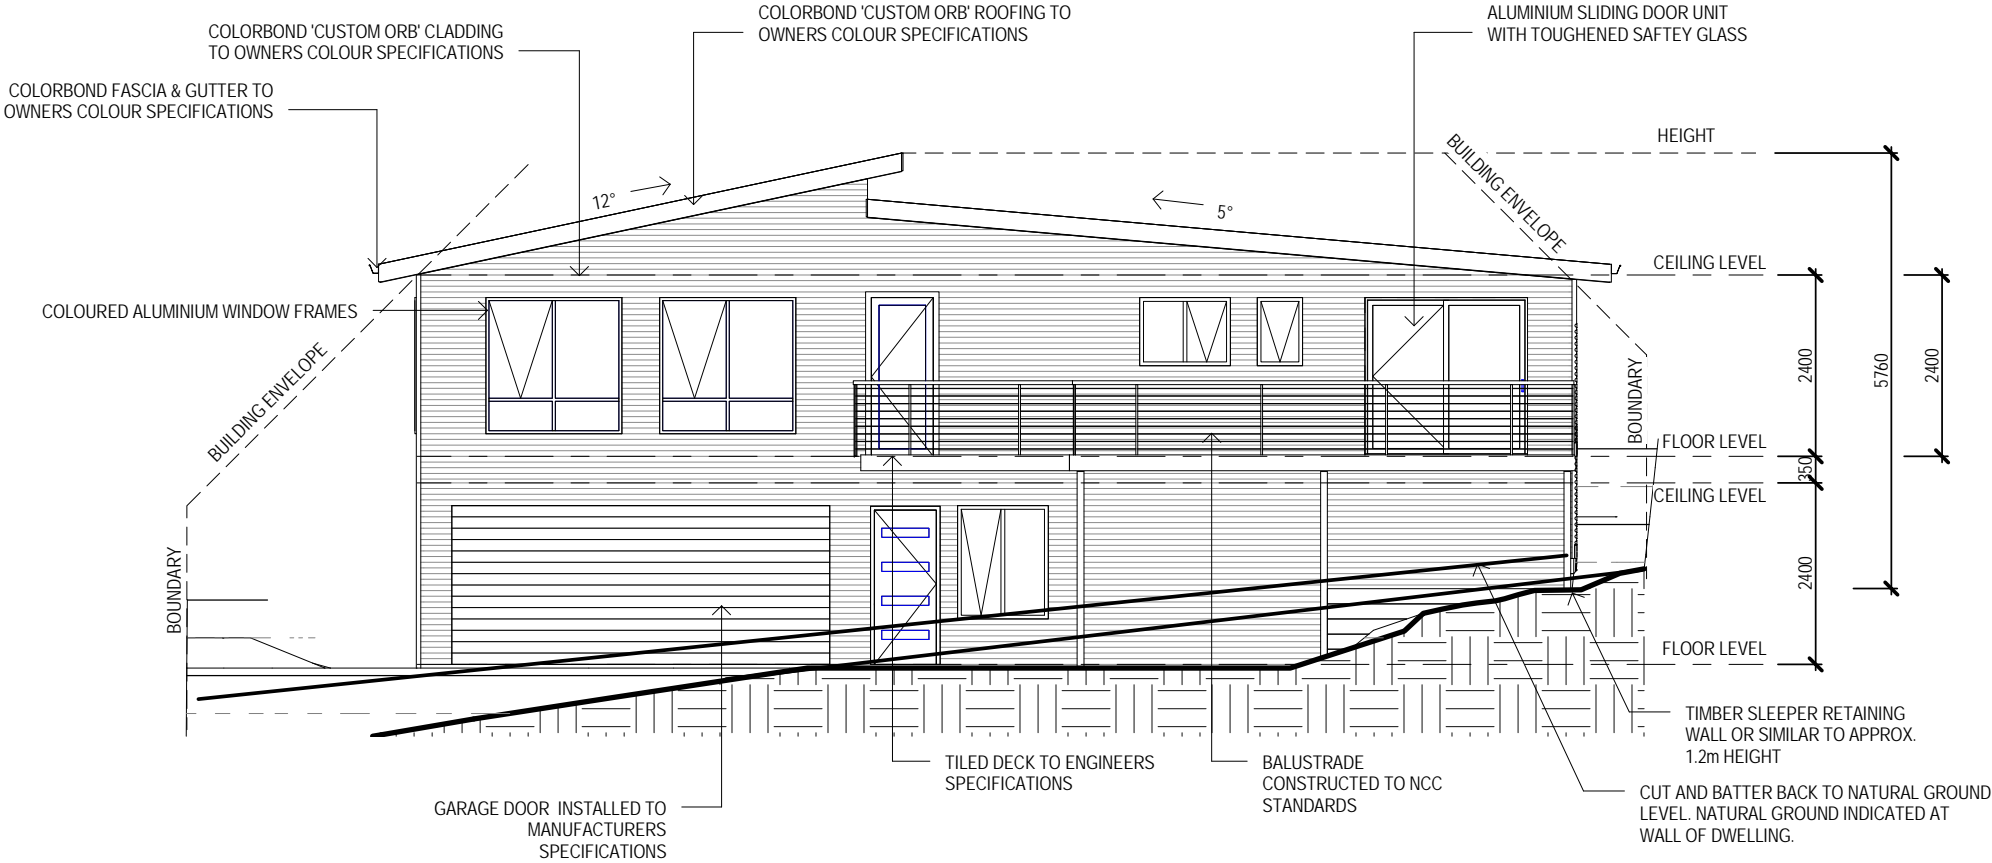 COLORBOND 'CUSTOM ORB' CLADDING
TO OWNERS COLOUR SPECIFICATIONS
COLORBOND 'CUSTOM ORB' ROOFING TO
OWNERS COLOUR SPECIFICATIONS
ALUMINIUM SLIDING DOOR UNIT
WITH TOUGHENED SAFTEY GLASS
COLORBOND FASCIA & GUTTER TO
OWNERS COLOUR SPECIFICATIONS
HEIGHT
BUILDING ENVELOPE
12°
5°
CEILING LEVEL
COLOURED ALUMINIUM WINDOW FRAMES
BUILDING ENVELOPE
BOUNDARY
2400
5760
2400
FLOOR LEVEL
350
CEILING LEVEL
BOUNDARY
2400
FLOOR LEVEL
TIMBER SLEEPER RETAINING
WALL OR SIMILAR TO APPROX.
1.2m HEIGHT
TILED DECK TO ENGINEERS
SPECIFICATIONS
BALUSTRADE
CONSTRUCTED TO NCC
STANDARDS
CUT AND BATTER BACK TO NATURAL GROUND
LEVEL. NATURAL GROUND INDICATED AT
WALL OF DWELLING.
GARAGE DOOR INSTALLED TO
MANUFACTURERS
SPECIFICATIONS